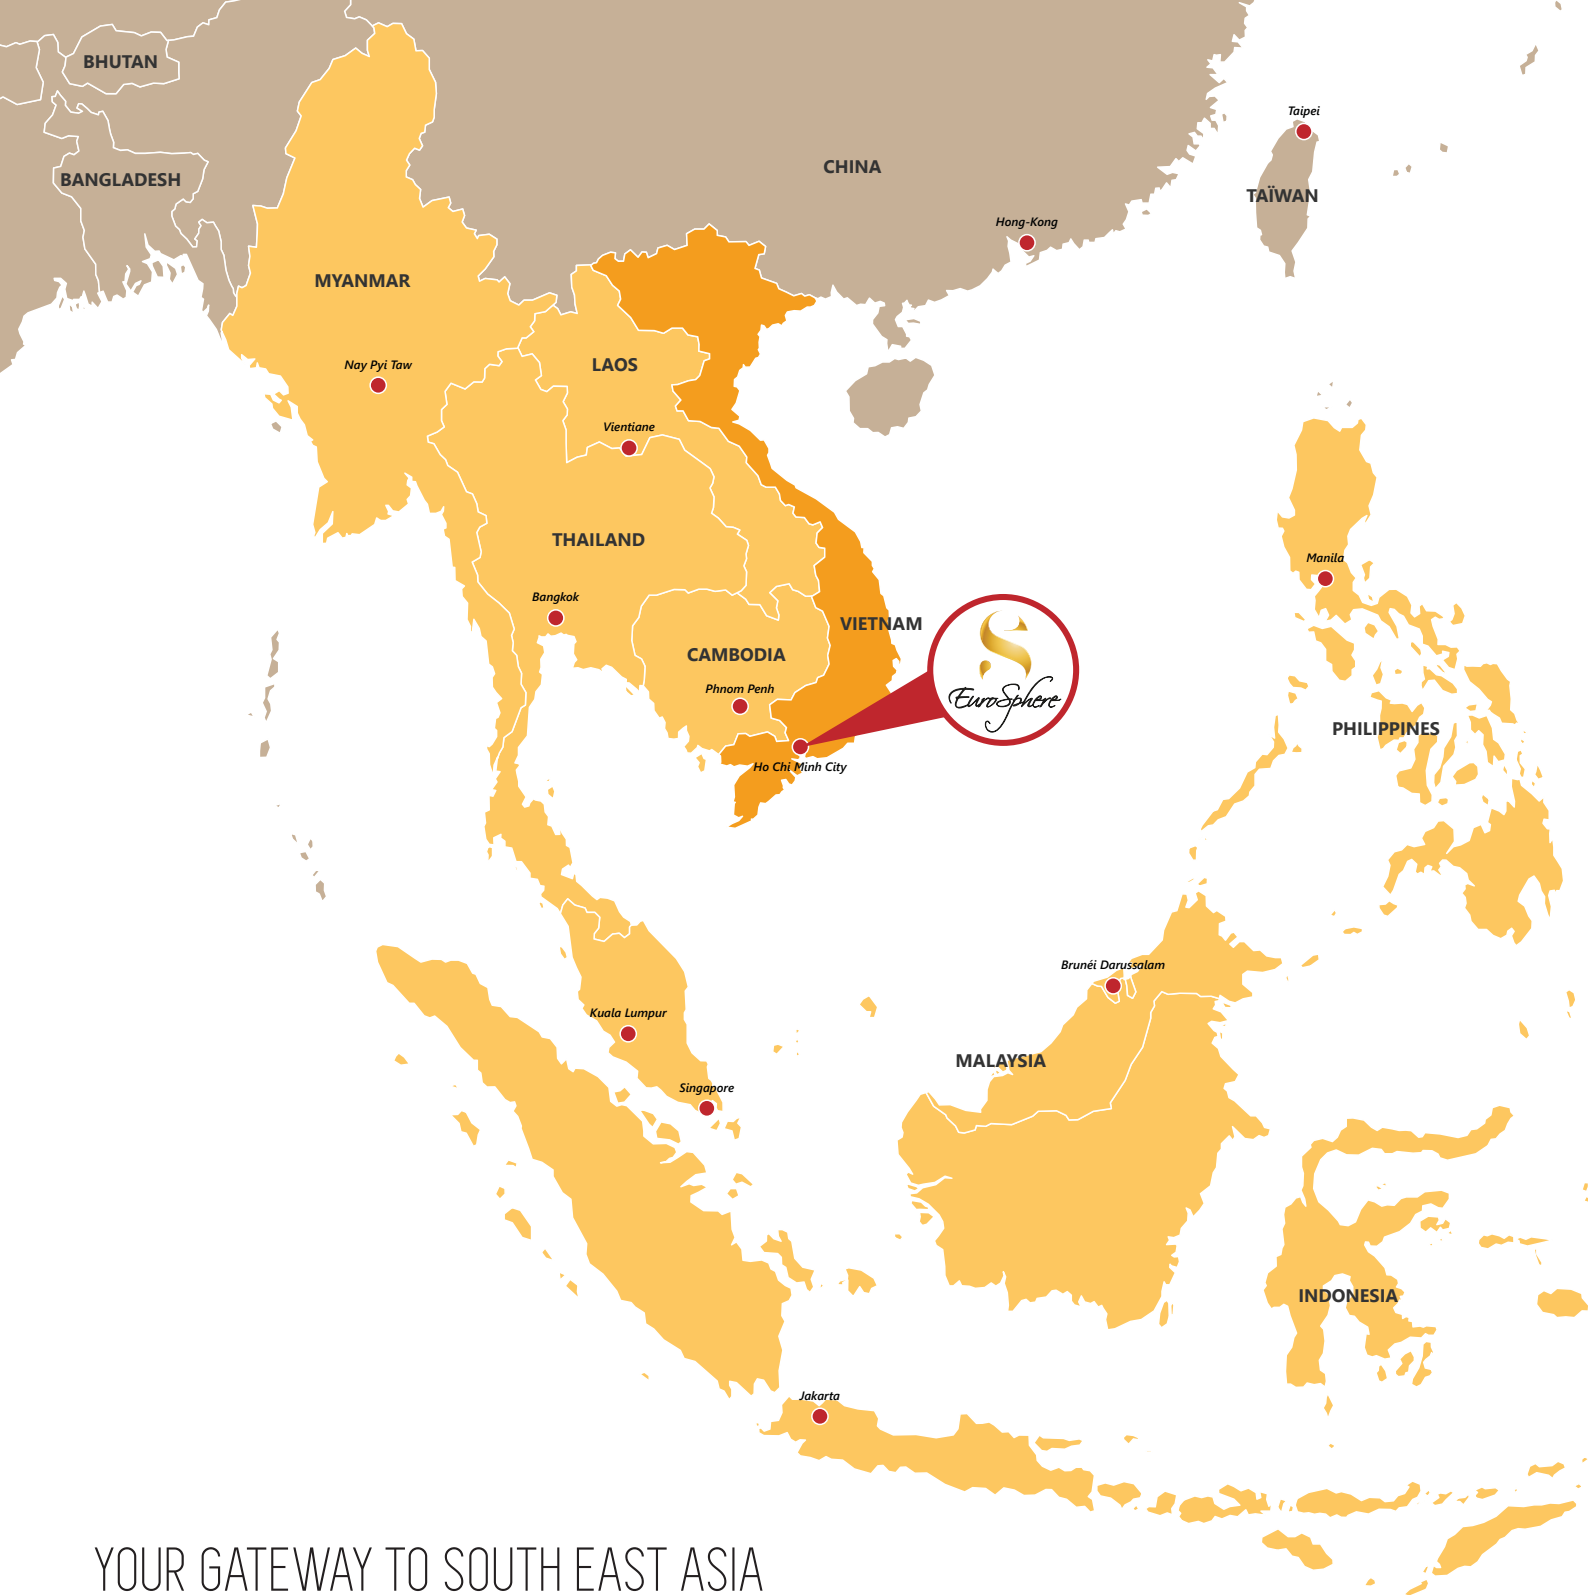 BHUTAN
Taipei
CHINA
BANGLADESH
TAÏWAN
Hong-Kong
MYANMAR
Nay Pyi Taw
LAOS
Vientiane
THAILAND
Manila
Bangkok
VIETNAM
CAMBODIA
S
EuroSphere
Phnom Penh
PHILIPPINES
Ho Chi Minh City
Brunéi Darussalam
Kuala Lumpur
MALAYSIA
Singapore
INDONESIA
Jakarta
YOUR GATEWAY TO SOUTH EAST ASIA